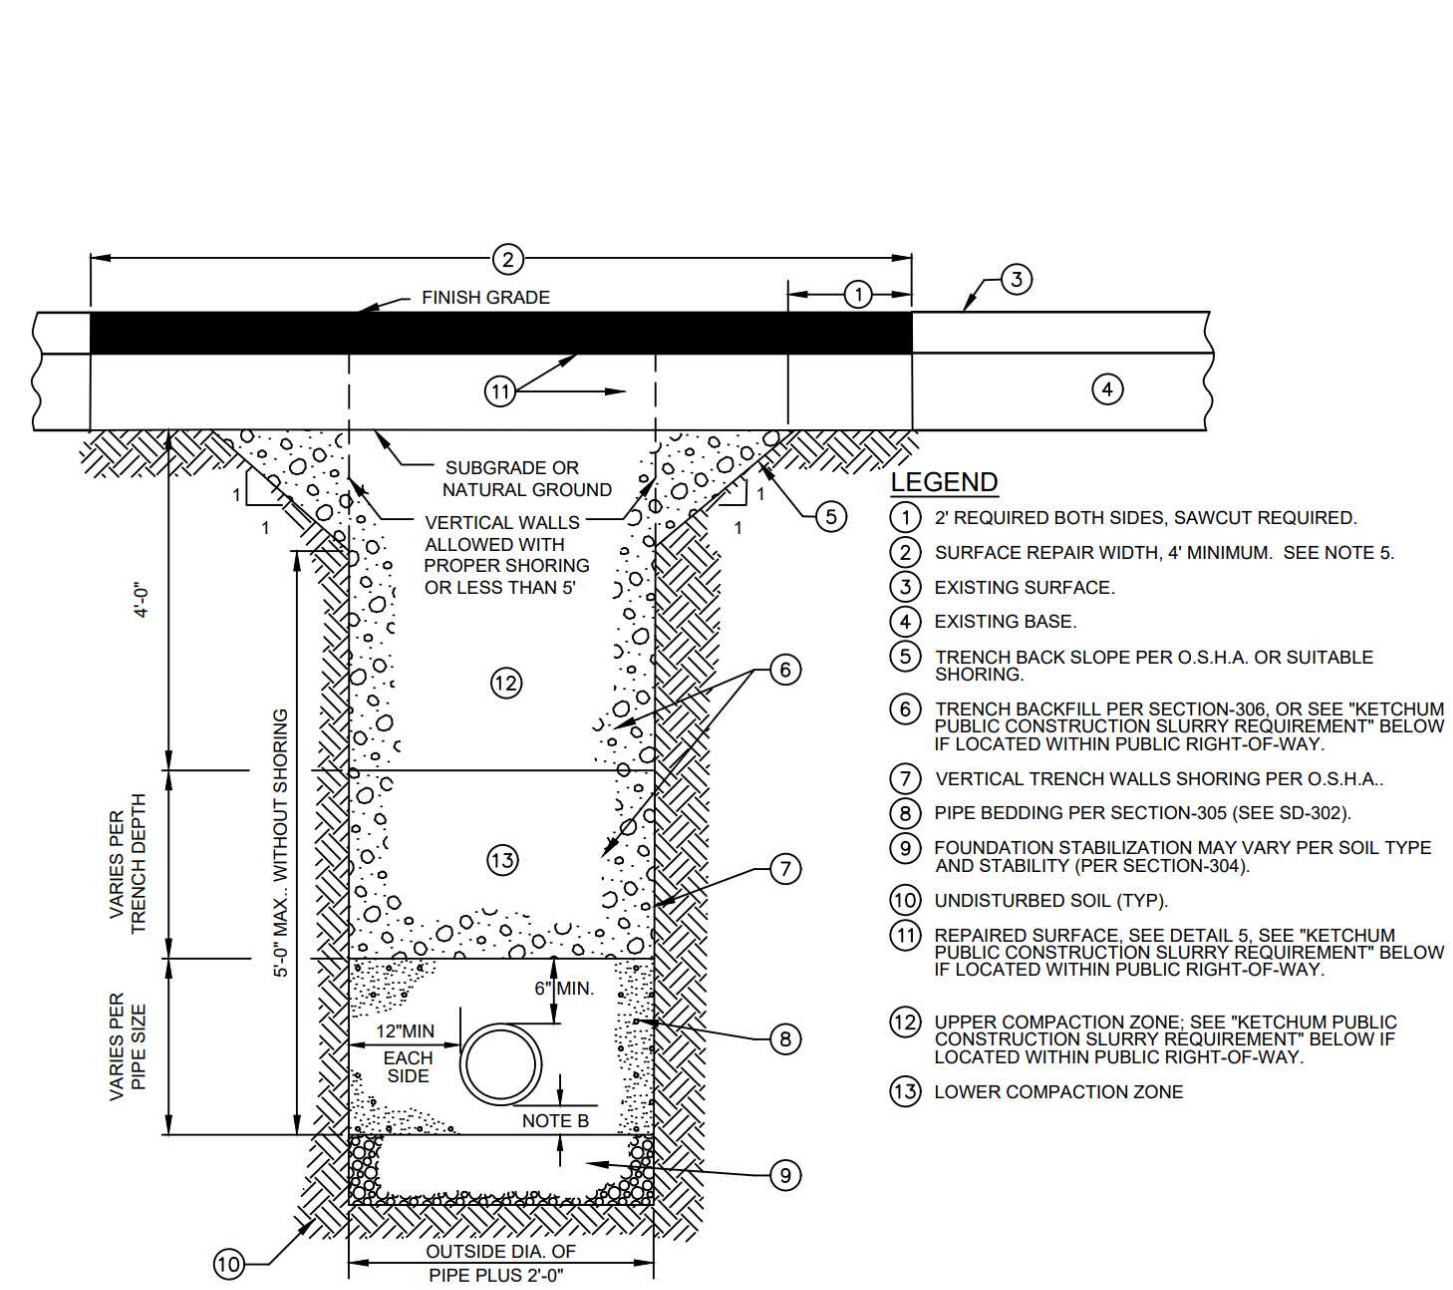 2
FINISH GRADE
1
3
11
4
SUBGRADE OR
NATURAL GROUND
1
1
1
1
VERTICAL WALLS
ALLOWED WITH
PROPER SHORING
OR LESS THAN 5'
5
4'-0"
12
6
5'-0" MAX.. WITHOUT SHORING
VARIES PER
TRENCH DEPTH
13
7
VARIES PER
PIPE SIZE
6" MIN.
12"MIN
EACH
SIDE
8
NOTE B
9
10
OUTSIDE DIA. OF
PIPE PLUS 2'-0"
LEGEND
1 2' REQUIRED BOTH SIDES, SAWCUT REQUIRED.
2 SURFACE REPAIR WIDTH, 4' MINIMUM. SEE NOTE 5.
3 EXISTING SURFACE.
4 EXISTING BASE.
5 TRENCH BACK SLOPE PER O.S.H.A. OR SUITABLE
SHORING.
6 TRENCH BACKFILL PER SECTION-306, OR SEE "KETCHUM
PUBLIC CONSTRUCTION SLURRY REQUIREMENT" BELOW
IF LOCATED WITHIN PUBLIC RIGHT-OF-WAY.
7 VERTICAL TRENCH WALLS SHORING PER O.S.H.A..
8 PIPE BEDDING PER SECTION-305 (SEE SD-302).
9 FOUNDATION STABILIZATION MAY VARY PER SOIL TYPE
AND STABILITY (PER SECTION-304).
10 UNDISTURBED SOIL (TYP).
11 REPAIRED SURFACE, SEE DETAIL 5, SEE "KETCHUM
PUBLIC CONSTRUCTION SLURRY REQUIREMENT" BELOW
IF LOCATED WITHIN PUBLIC RIGHT-OF-WAY.
12 UPPER COMPACTION ZONE; SEE "KETCHUM PUBLIC
CONSTRUCTION SLURRY REQUIREMENT" BELOW IF
LOCATED WITHIN PUBLIC RIGHT-OF-WAY.
13 LOWER COMPACTION ZONE